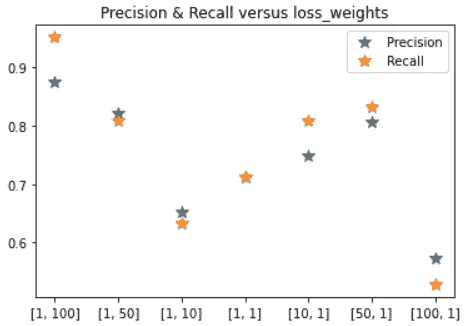 Precision & Recall versus loss_weights
Precision
Recall
0.9
0.8
0.7
0.6
[1, 100] [1, 50] [1, 10] [1, 1] [10, 1] [50, 1] [100, 1]